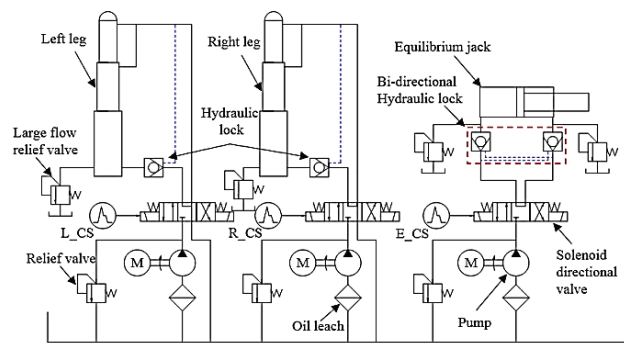 Left leg
Right leg
Equilibrium jack
Bi-directional
Hydraulic lock
Hydraulic
lock
Large flow
relief valve
L_CS
R_CS
E_CS
Relief valve
M
M
M
Solenoid
directional
valve
Oil leach
Pump